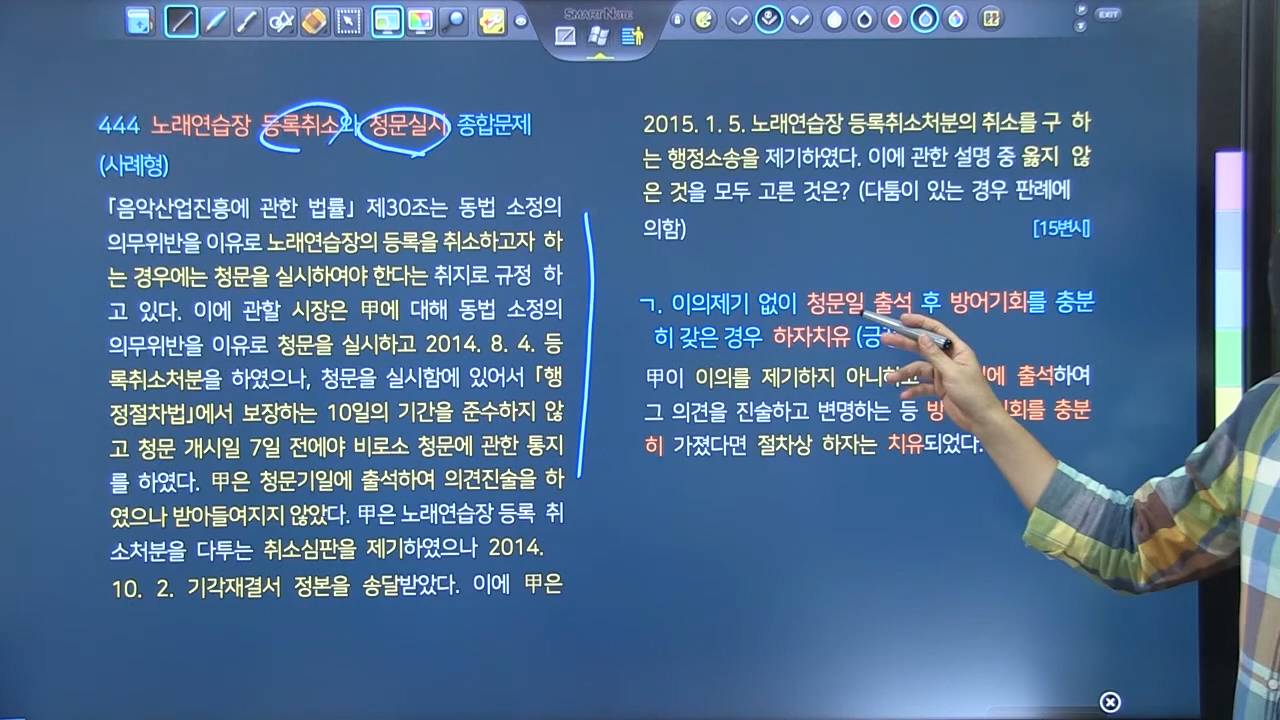 SMARTNOTE
EXIT
444 노래연습장 등록취소와 청문실시 종합문제
(사례형)
「음악산업진흥에 관한 법률」 제30조는 동법 소정의
의무위반을 이유로 노래연습장의 등록을 취소하고자 하
는 경우에는 청문을 실시하여야 한다는 취지로 규정 하
고 있다. 이에 관할 시장은 甲에 대해 동법 소정의
의무위반을 이유로 청문을 실시하고 2014. 8. 4. 등
록취소처분을 하였으나, 청문을 실시함에 있어서 「행
정절차법」에서 보장하는 10일의 기간을 준수하지 않
고 청문 개시일 7일 전에야 비로소 청문에 관한 통지
를 하였다. 甲은 청문기일에 출석하여 의견진술을 하
였으나 받아들여지지 않았다. 甲은 노래연습장 등록 취
소처분을 다투는 취소심판을 제기하였으나 2014.
10. 2. 기각재결서 정본을 송달받았다. 이에 甲은
2015. 1. 5. 노래연습장 등록취소처분의 취소를 구 하
는 행정소송을 제기하였다. 이에 관한 설명 중 옳지 않
은 것을 모두 고른 것은? (다툼이 있는 경우 판례에
의함) [15변시]
ㄱ. 이의제기 없이 청문일 출석 후 방어기회를 충분
히 갖은 경우 하자치유
甲이 이의를 제기하지 아니하고 출석하여
그 의견을 진술하고 변명하는 등 충분
히 가졌다면 절차상 하자는 치유되었다.